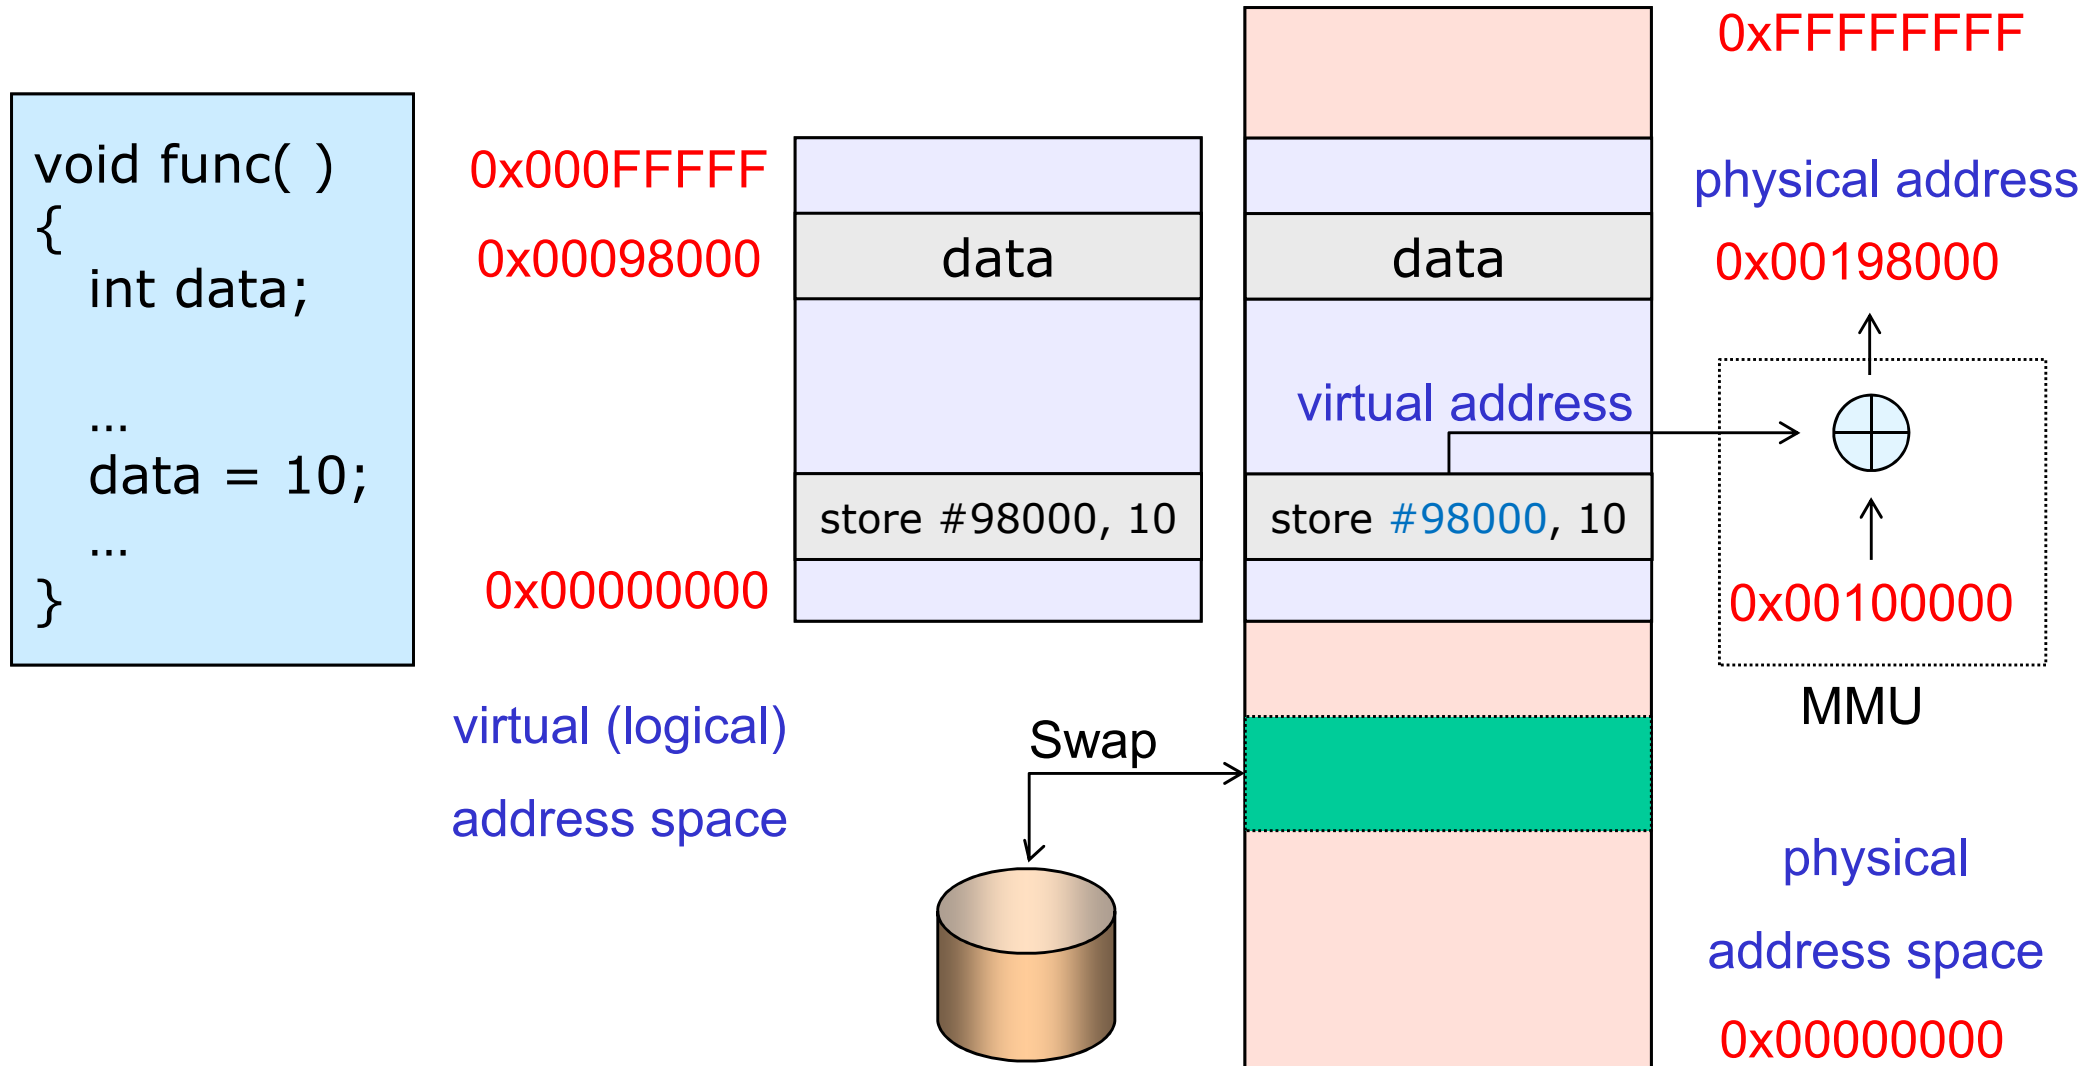 void func( )
{
int data;
...
data = 10;
...
}
0x000FFFFF
0x00098000
0x00000000
virtual (logical)
address space
data
store #98000, 10
Swap
data
virtual address
store #98000, 10
0xFFFFFFFF
physical address
0x00198000
0x00100000
MMU
physical
address space
0x00000000